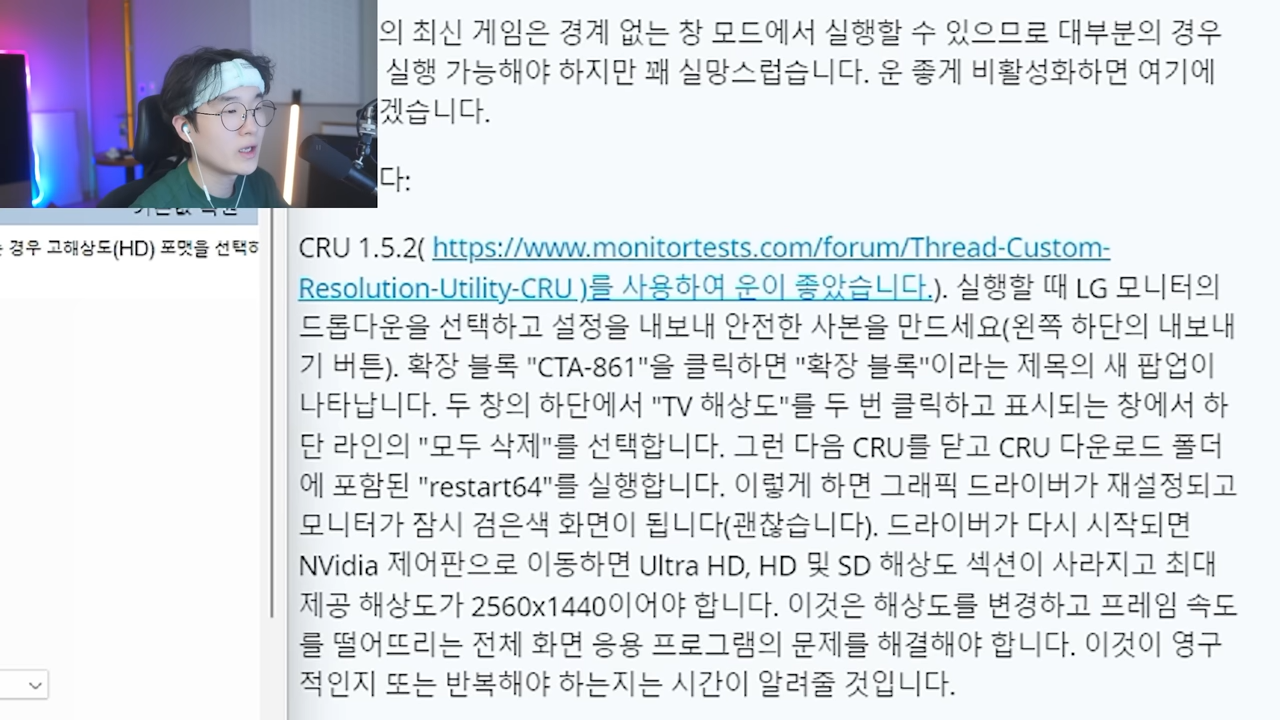 의 최신 게임은 경계 없는 창 모드에서 실행할 수 있으므로 대부분의 경우
실행 가능해야 하지만 꽤 실망스럽습니다. 운 좋게 비활성화하면 여기에
겠습니다.
다:
경우 고해상도(HD) 포맷을 선택하
CRU 1.5.2( https://www.monitortests.com/forum/Thread-Custom-
Resolution-Utility-CRU )를 사용하여 운이 좋았습니다.). 실행할 때 LG 모니터의
드롭다운을 선택하고 설정을 내보내 안전한 사본을 만드세요(왼쪽 하단의 내보내
기 버튼). 확장 블록 "CTA-861"을 클릭하면 "확장 블록"이라는 제목의 새 팝업이
나타납니다. 두 창의 하단에서 "TV 해상도"를 두 번 클릭하고 표시되는 창에서 하
단 라인의 "모두 삭제"를 선택합니다. 그런 다음 CRU를 닫고 CRU 다운로드 폴더
에 포함된 "restart64"를 실행합니다. 이렇게 하면 그래픽 드라이버가 재설정되고
모니터가 잠시 검은색 화면이 됩니다(괜찮습니다). 드라이버가 다시 시작되면
NVidia 제어판으로 이동하면 Ultra HD, HD 및 SD 해상도 섹션이 사라지고 최대
제공 해상도가 2560x1440이어야 합니다. 이것은 해상도를 변경하고 프레임 속도
를 떨어뜨리는 전체 화면 응용 프로그램의 문제를 해결해야 합니다. 이것이 영구
적인지 또는 반복해야 하는지는 시간이 알려줄 것입니다.